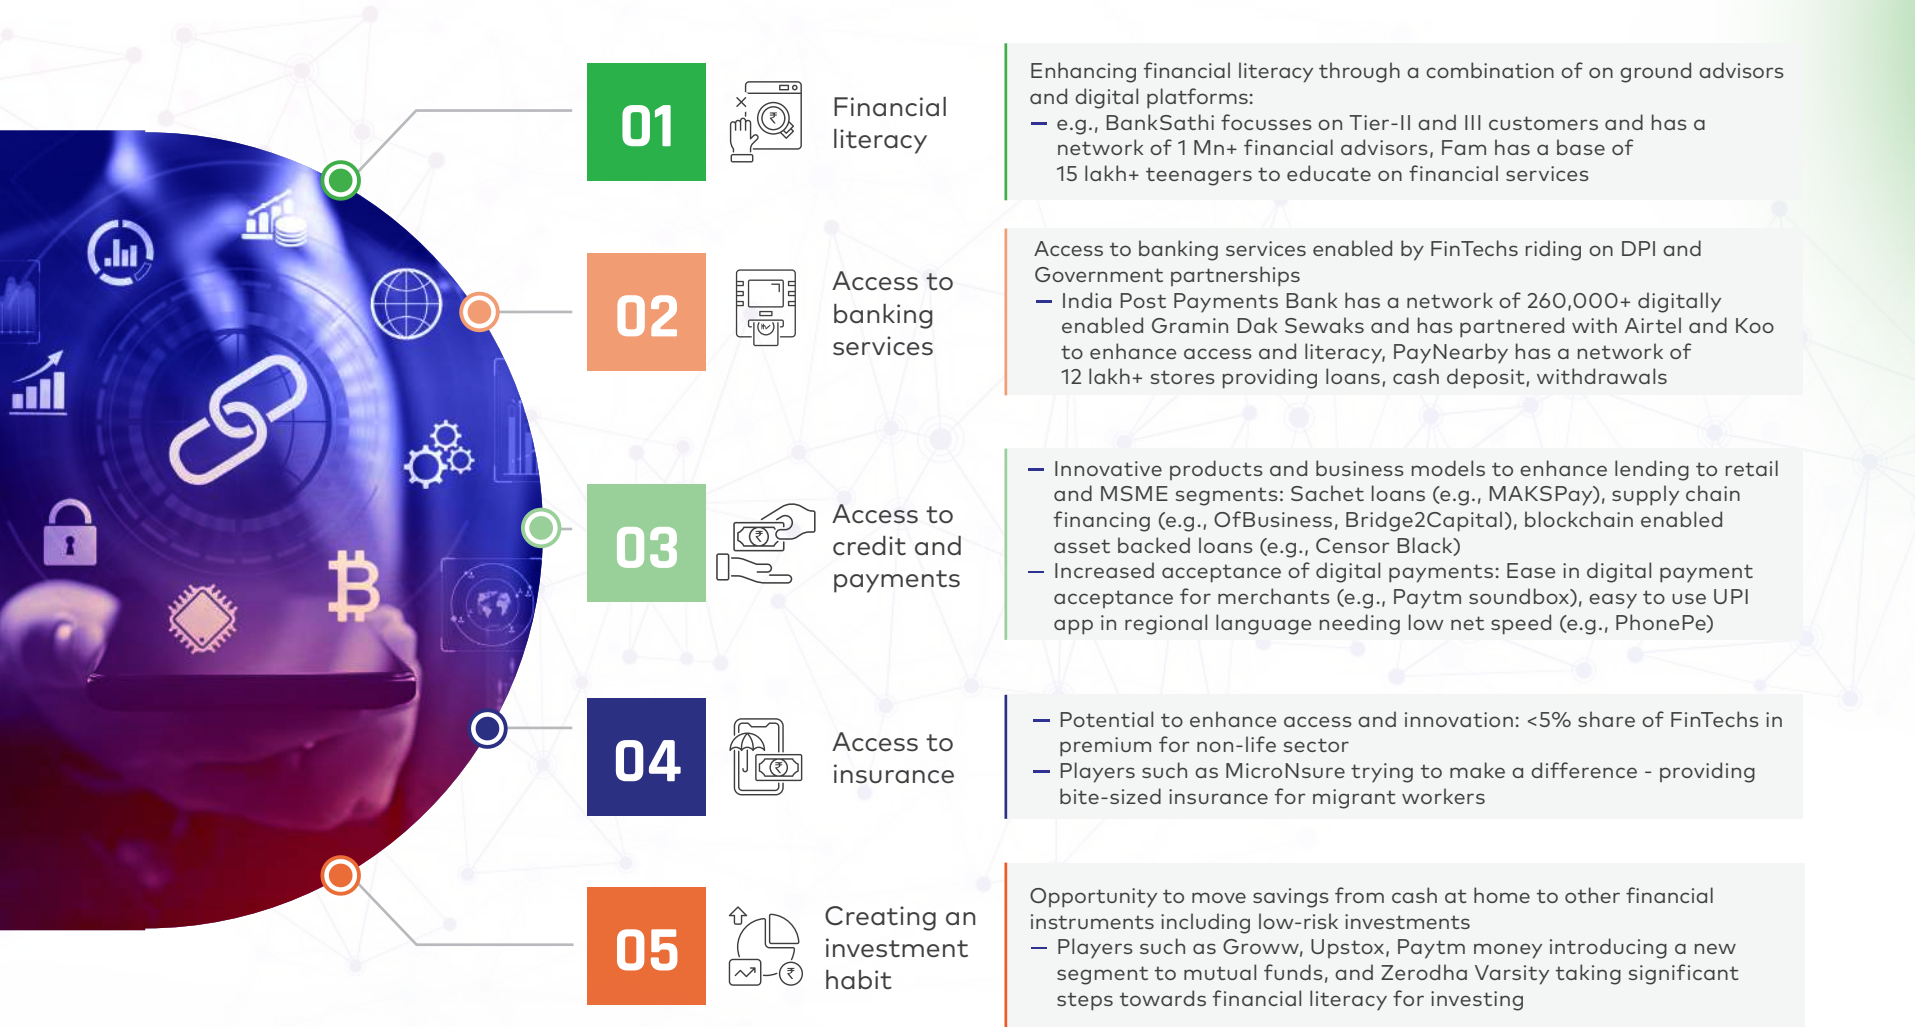 01
Financial
literacy
Enhancing financial literacy through a combination of on ground advisors
and digital platforms:
— e.g., BankSathi focusses on Tier-II and III customers and has a
network of 1 Mn+ financial advisors, Fam has a base of
15 lakh+ teenagers to educate on financial services
02
Access to
banking
services
Access to banking services enabled by FinTechs riding on DPI and
Government partnerships
— India Post Payments Bank has a network of 260,000+ digitally
enabled Gramin Dak Sewaks and has partnered with Airtel and Koo
to enhance access and literacy, PayNearby has a network of
12 lakh+ stores providing loans, cash deposit, withdrawals
03
Access to
credit and
payments
— Innovative products and business models to enhance lending to retail
and MSME segments: Sachet loans (e.g., MAKSPay), supply chain
financing (e.g., OfBusiness, Bridge2Capital), blockchain enabled
asset backed loans (e.g., Censor Black)
— Increased acceptance of digital payments: Ease in digital payment
acceptance for merchants (e.g., Paytm soundbox), easy to use UPI
app in regional language needing low net speed (e.g., PhonePe)
04
Access to
insurance
— Potential to enhance access and innovation: <5% share of FinTechs in
premium for non-life sector
— Players such as MicroNsure trying to make a difference - providing
bite-sized insurance for migrant workers
05
Creating an
investment
habit
Opportunity to move savings from cash at home to other financial
instruments including low-risk investments
— Players such as Groww, Upstox, Paytm money introducing a new
segment to mutual funds, and Zerodha Varsity taking significant
steps towards financial literacy for investing